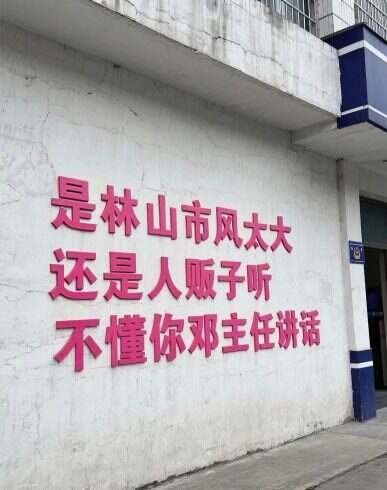 是林山市风太大
还是人贩子听
不懂你邓主任讲话